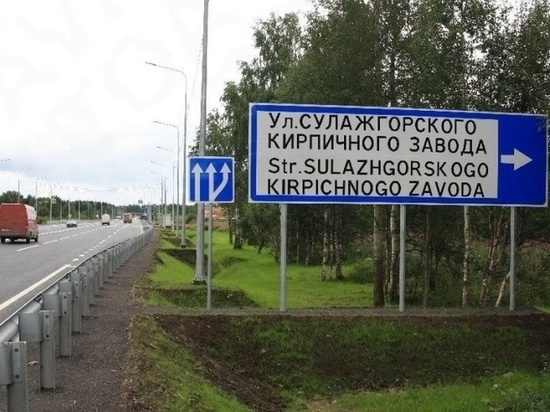 Ул.СУЛАЖГОРСКОГО
КИРПИЧНОГО ЗАВОДА
Str.SULAZHGORSKOGO
KIRPICHNOGO ZAVODA